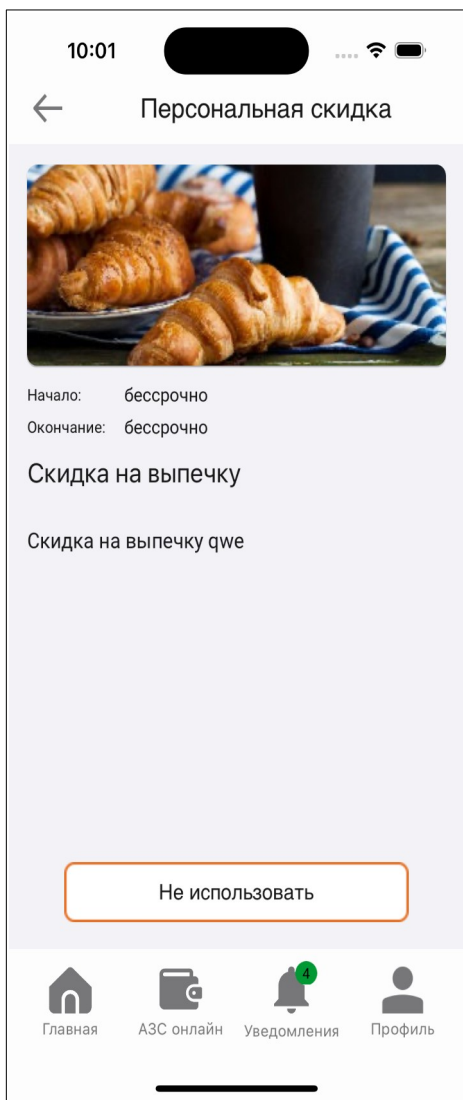 10:01
Персональная скидка
Начало: бессрочно
Окончание: бессрочно
Скидка на выпечку
Скидка на выпечку qwe
Не использовать
4
Главная АЗС онлайн Уведомления Профиль